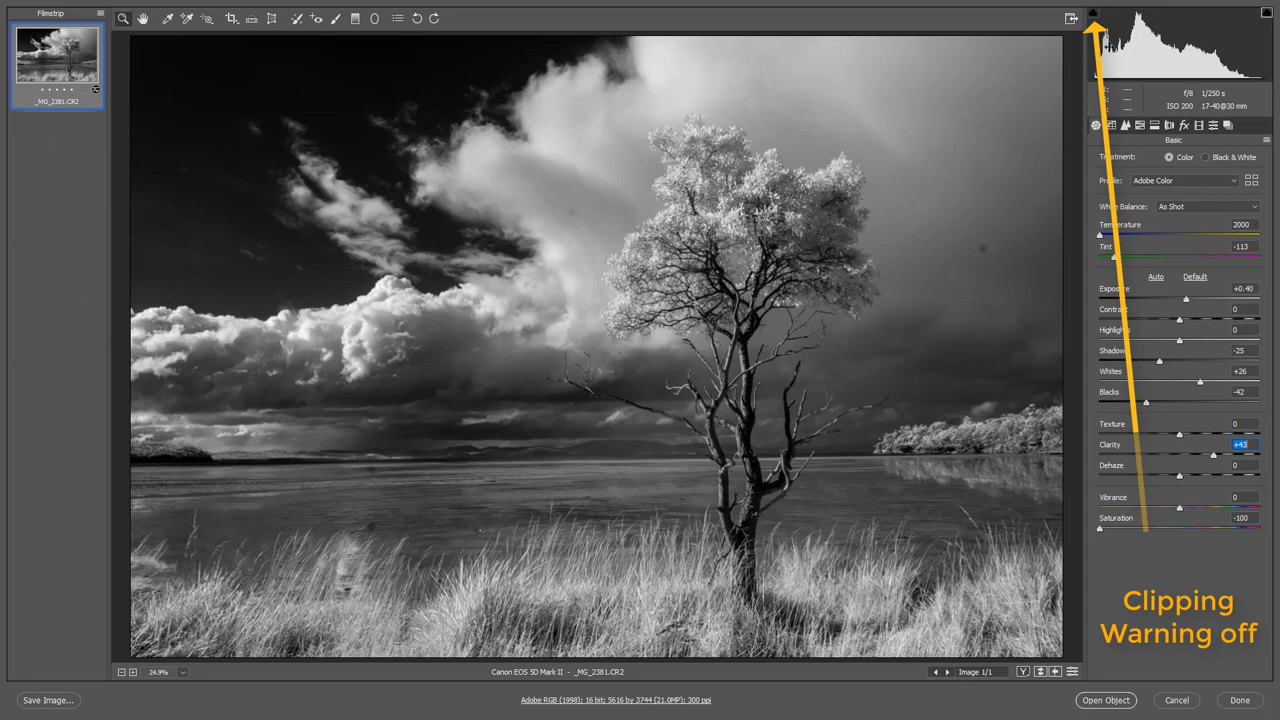 Filmstrip
_MG_2381.CR2
f/8 1/250 s
ISO 200 17-40@30 mm
Basic
Treatment: Color Black & White
Profile: Adobe Color
White Balance: As Shot
Temperature 2000
Tint -113
Auto Default
Exposure +0.40
Contrast 0
Highlights 0
Shadows -25
Whites +26
Blacks -42
Texture 0
Clarity +43
Dehaze 0
Vibrance 0
Saturation -100
Clipping
Warning off
24.9%
Canon EOS 5D Mark II - _MG_2381.CR2
Image 1/1
Y
Save Image...
Adobe RGB (1998); 16 bit; 5616 by 3744 (21.0MP); 300 ppi
Open Object
Cancel
Done